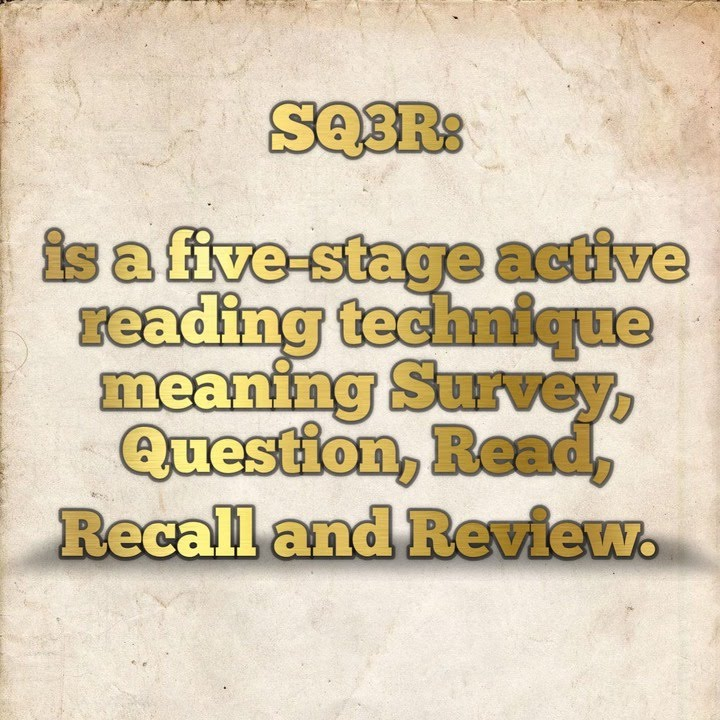 SQ3R:
is a five-stage active
reading technique
meaning Survey,
Question, Read,
Recall and Review.